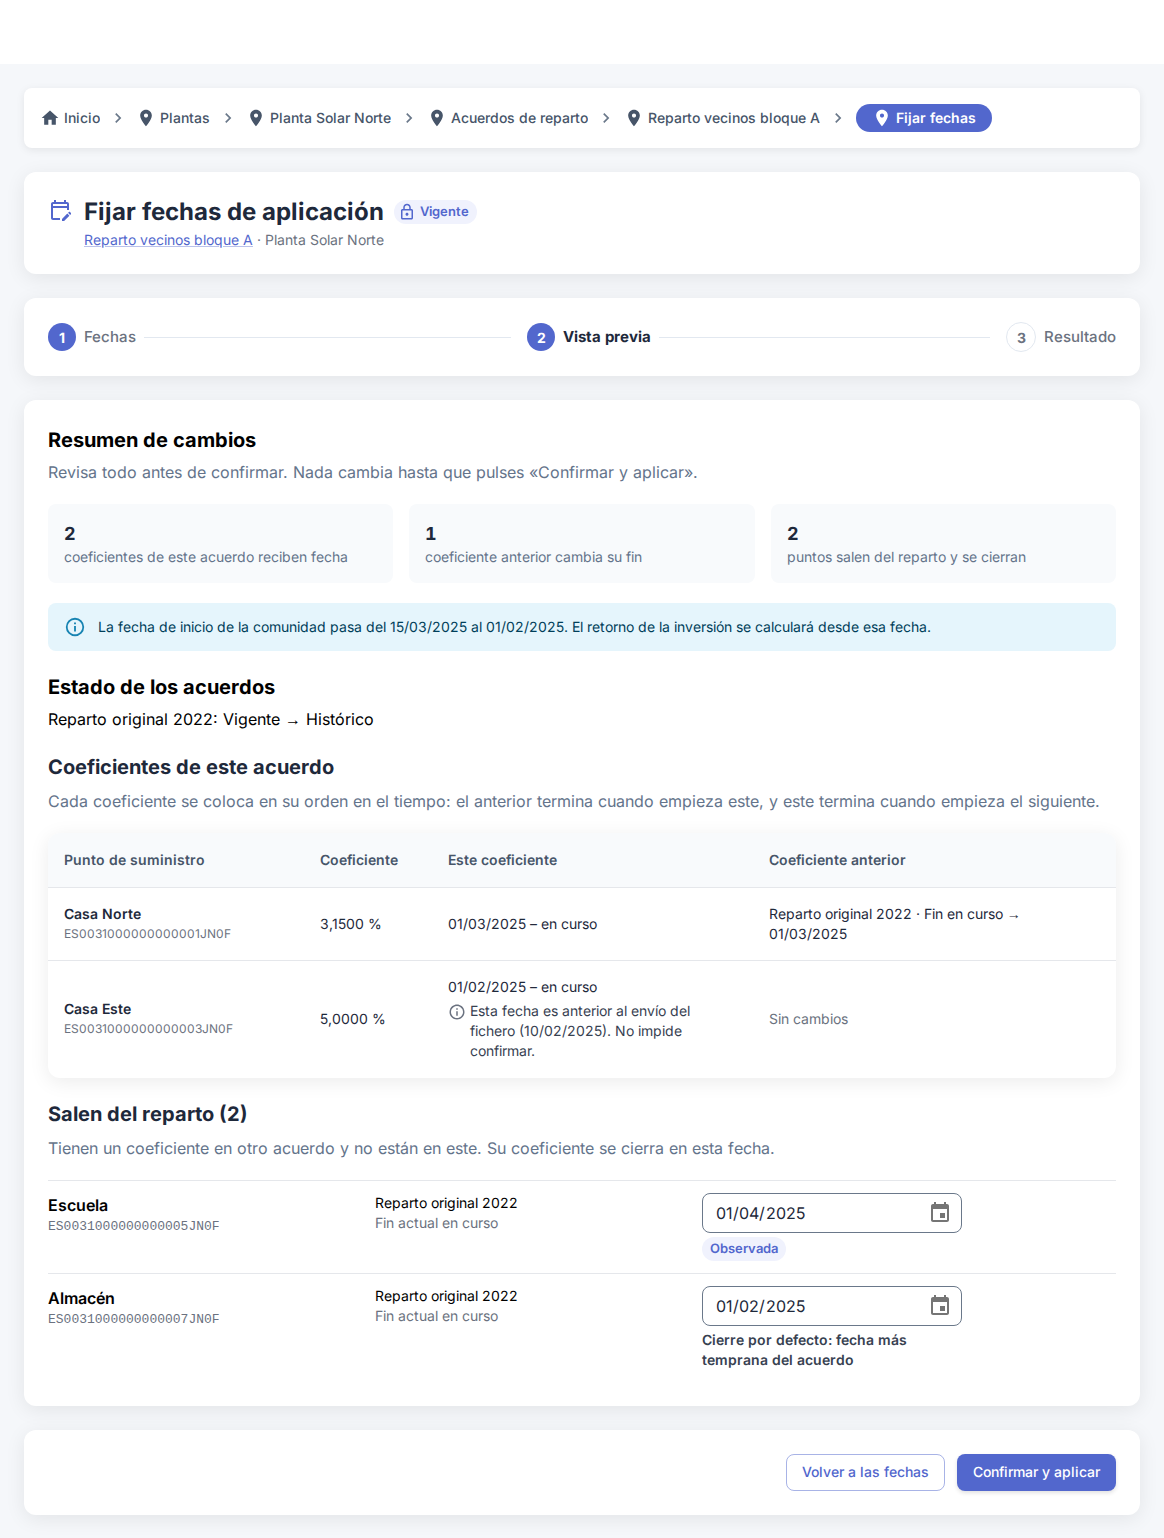 Inicio
Plantas
Planta Solar Norte
Acuerdos de reparto
Reparto vecinos bloque A
Fijar fechas
Fijar fechas de aplicación
Vigente
Reparto vecinos bloque A · Planta Solar Norte
1 Fechas
2 Vista previa
3 Resultado
Resumen de cambios
Revisa todo antes de confirmar. Nada cambia hasta que pulses «Confirmar y aplicar».
2
coeficientes de este acuerdo reciben fecha
1
coeficiente anterior cambia su fin
2
puntos salen del reparto y se cierran
La fecha de inicio de la comunidad pasa del 15/03/2025 al 01/02/2025. El retorno de la inversión se calculará desde esa fecha.
Estado de los acuerdos
Reparto original 2022: Vigente → Histórico
Coeficientes de este acuerdo
Cada coeficiente se coloca en su orden en el tiempo: el anterior termina cuando empieza este, y este termina cuando empieza el siguiente.
Punto de suministro
Coeficiente
Este coeficiente
Coeficiente anterior
Casa Norte
ES0031000000000001JN0F
3,1500 %
01/03/2025 – en curso
Reparto original 2022 · Fin en curso →
01/03/2025
Casa Este
ES0031000000000003JN0F
5,0000 %
01/02/2025 – en curso
Esta fecha es anterior al envío del
fichero (10/02/2025). No impide
confirmar.
Sin cambios
Salen del reparto (2)
Tienen un coeficiente en otro acuerdo y no están en este. Su coeficiente se cierra en esta fecha.
Escuela
ES0031000000000005JN0F
Reparto original 2022
Fin actual en curso
01/04/2025
Observada
Almacén
ES0031000000000007JN0F
Reparto original 2022
Fin actual en curso
01/02/2025
Cierre por defecto: fecha más
temprana del acuerdo
Volver a las fechas
Confirmar y aplicar